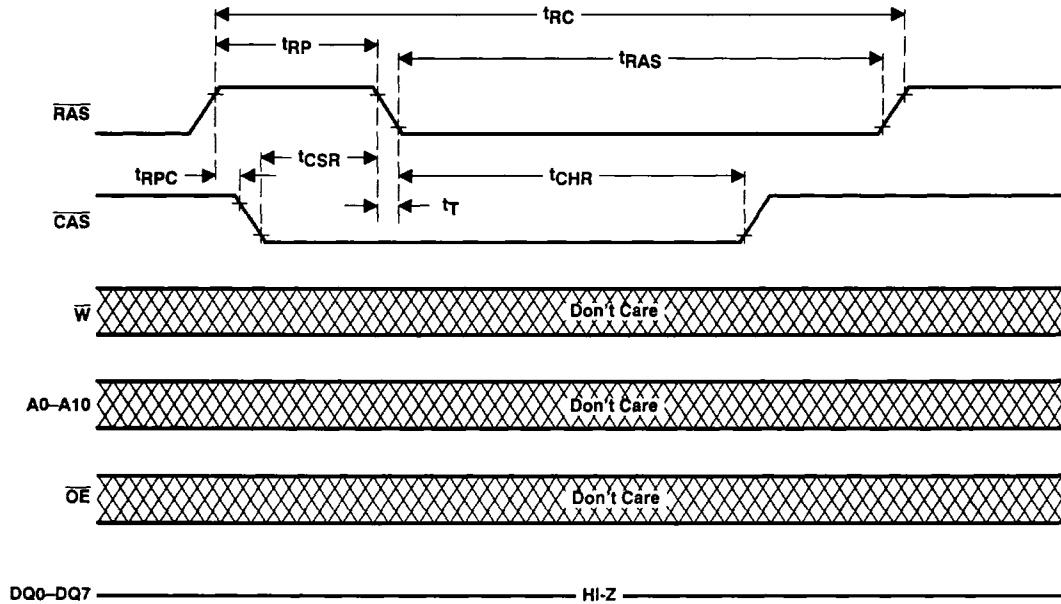 tRC
tRP
tRAS
RAS
tCSR
tRPC
tCHR
CAS
tT
W
Don't Care
A0–A10
Don't Care
OE
Don't Care
DQ0–DQ7
HI-Z